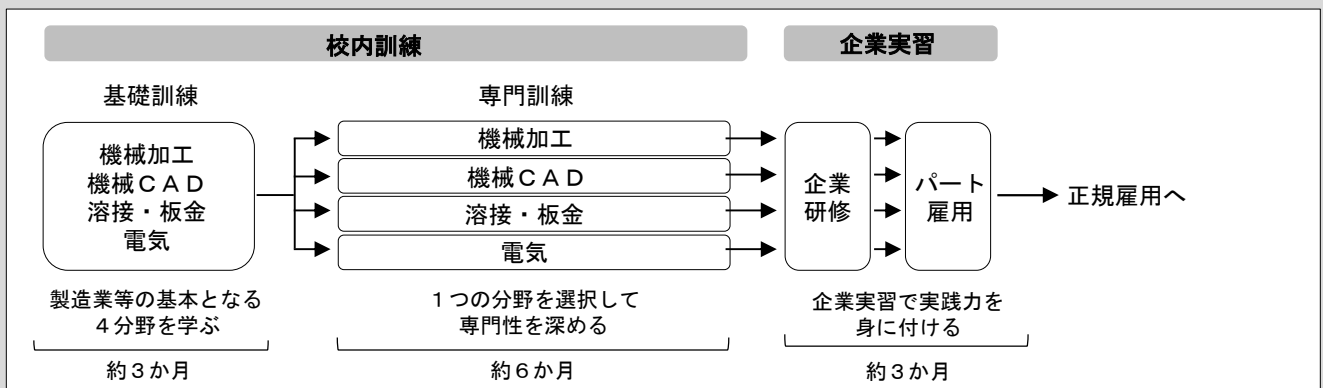 校内訓練
企業実習
基礎訓練
専門訓練
機械加工
機械ＣＡＤ
溶接・板金
電気
機械加工
機械ＣＡＤ
溶接・板金
電気
企業
研修
パート
雇用
正規雇用へ
製造業等の基本となる
４分野を学ぶ
１つの分野を選択して
専門性を深める
企業実習で実践力を
身に付ける
約３か月
約６か月
約３か月